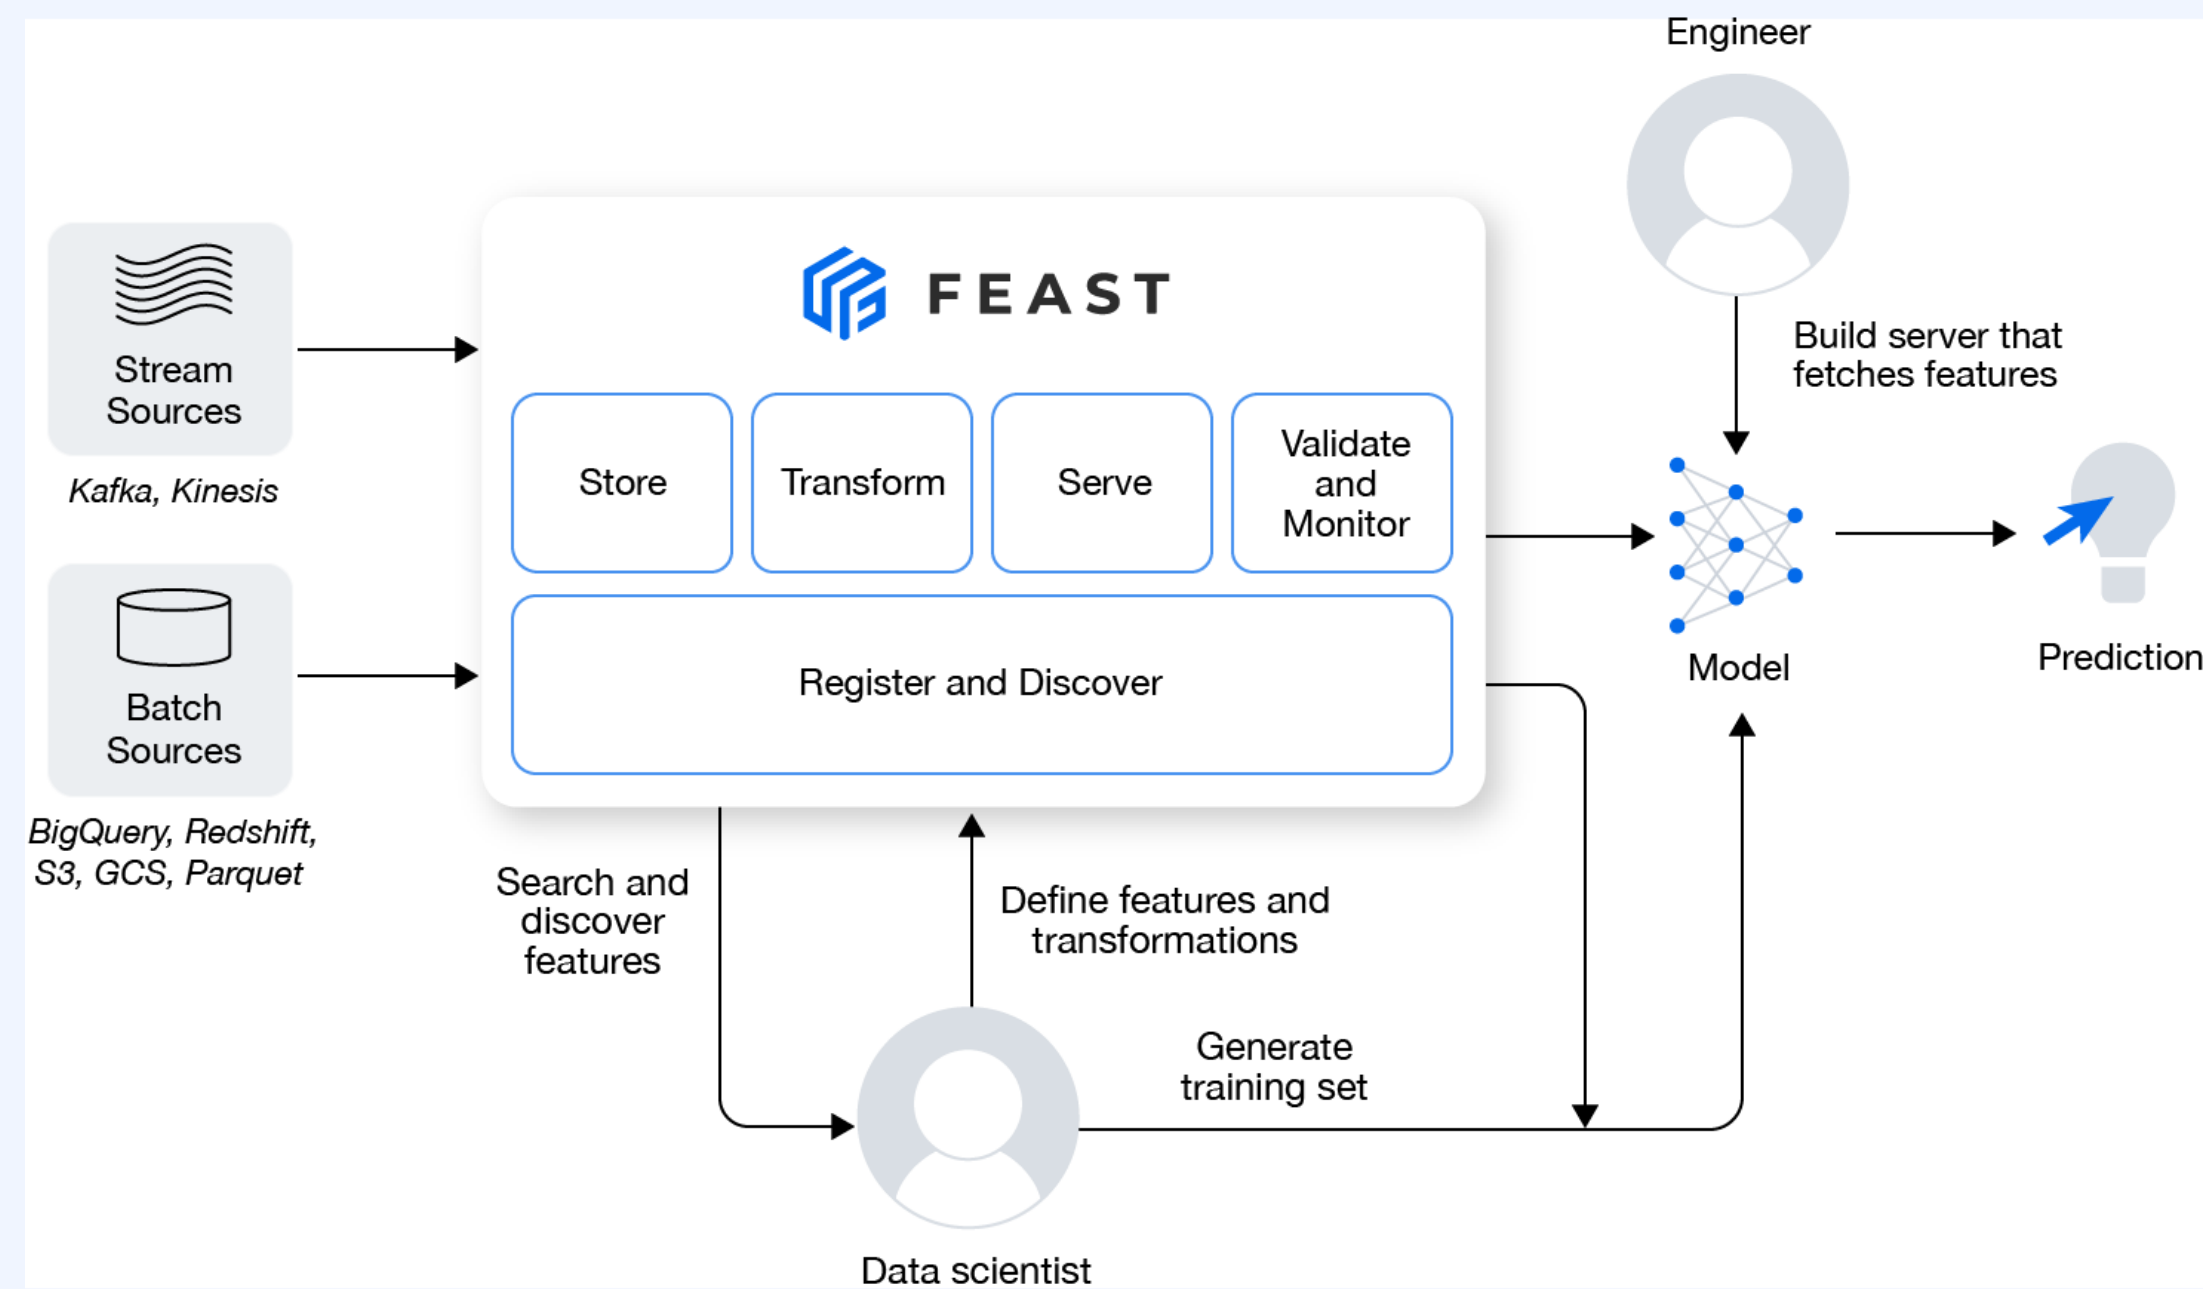 Engineer
FEAST
Stream
Sources
Kafka, Kinesis
Batch
Sources
BigQuery, Redshift,
S3, GCS, Parquet
Store
Transform
Serve
Validate
and
Monitor
Register and Discover
Build server that
fetches features
Model
Prediction
Search and
discover
features
Define features and
transformations
Generate
training set
Data scientist